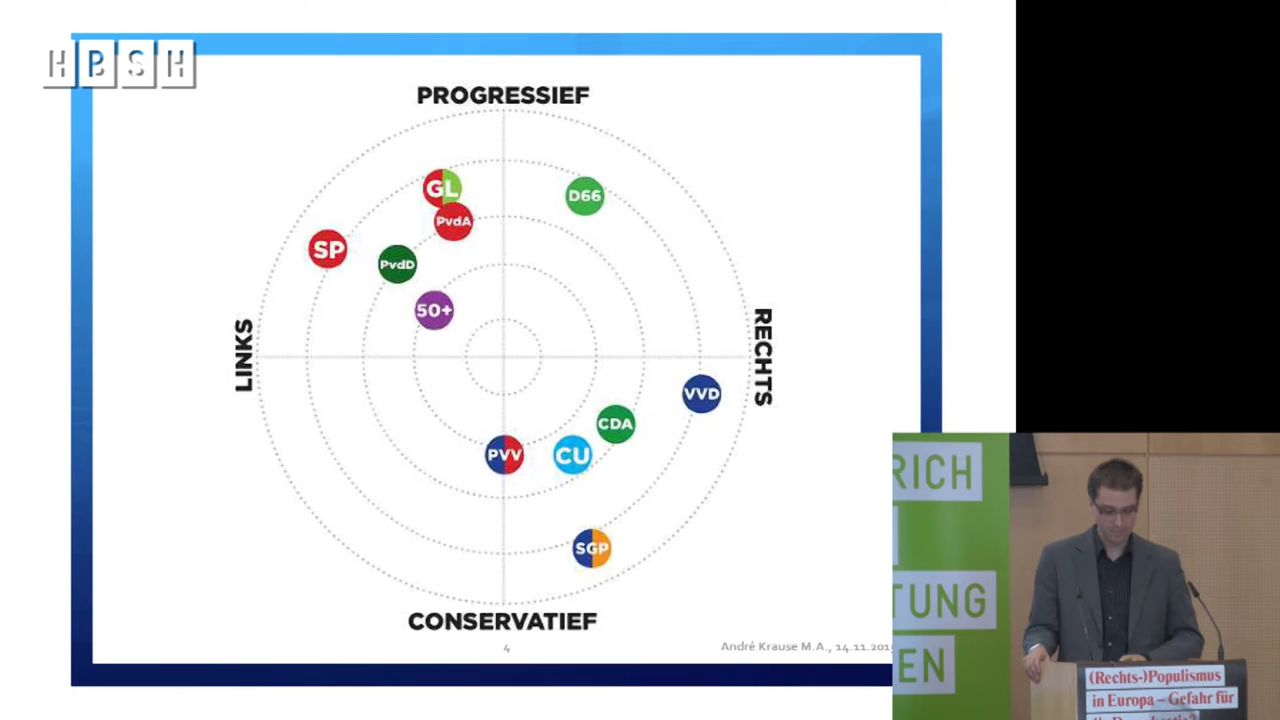 HBSH
PROGRESSIEF
GL
D66
PvdA
SP
PvdD
50+
LINKS
RECHTS
VVD
CDA
PVV
CU
SGP
CONSERVATIEF
4
André Krause M.A., 14.11.201
RICH
TUNG
EN
(Rechts-)Populismus
in Europa – Gefahr für